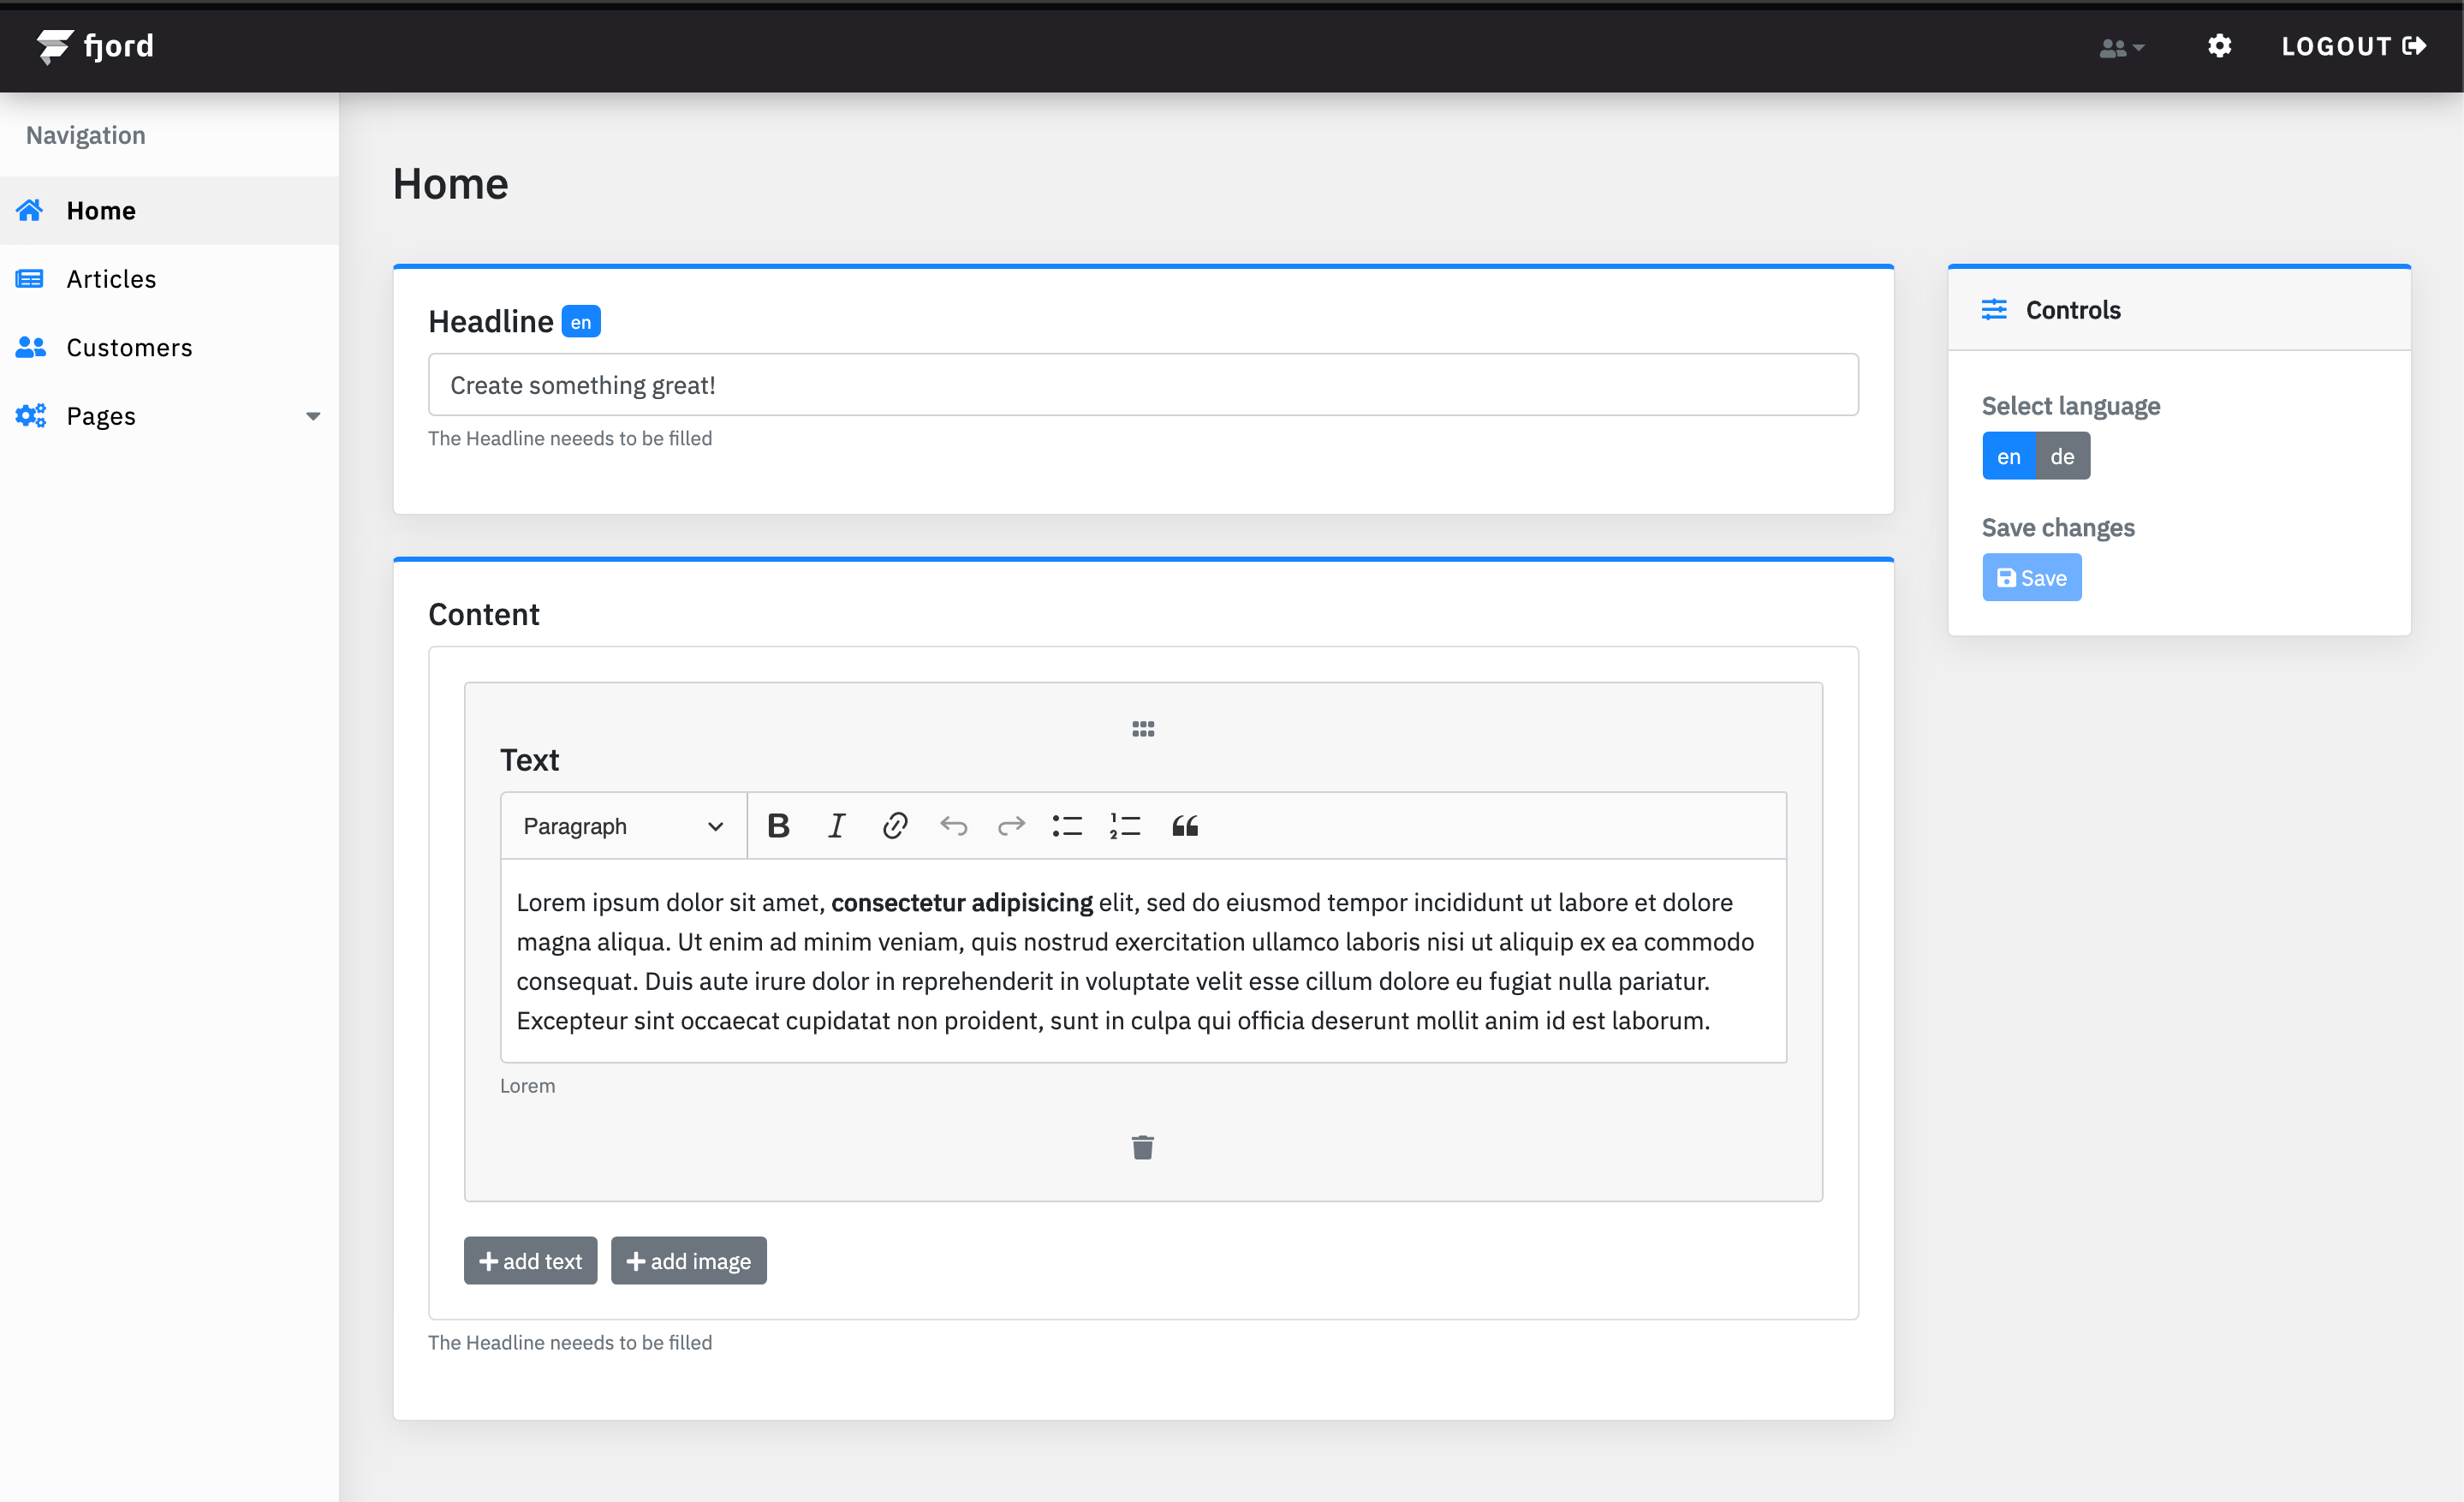 fjord
LOGOUT
Navigation
Home
Articles
Customers
Pages
Home
Headline en
Create something great!
The Headline neeeds to be filled
Content
Text
Paragraph
Lorem ipsum dolor sit amet, consectetur adipisicing elit, sed do eiusmod tempor incididunt ut labore et dolore
magna aliqua. Ut enim ad minim veniam, quis nostrud exercitation ullamco laboris nisi ut aliquip ex ea commodo
consequat. Duis aute irure dolor in reprehenderit in voluptate velit esse cillum dolore eu fugiat nulla pariatur.
Excepteur sint occaecat cupidatat non proident, sunt in culpa qui officia deserunt mollit anim id est laborum.
Lorem
add text add image
The Headline neeeds to be filled
Controls
Select language
en de
Save changes
Save